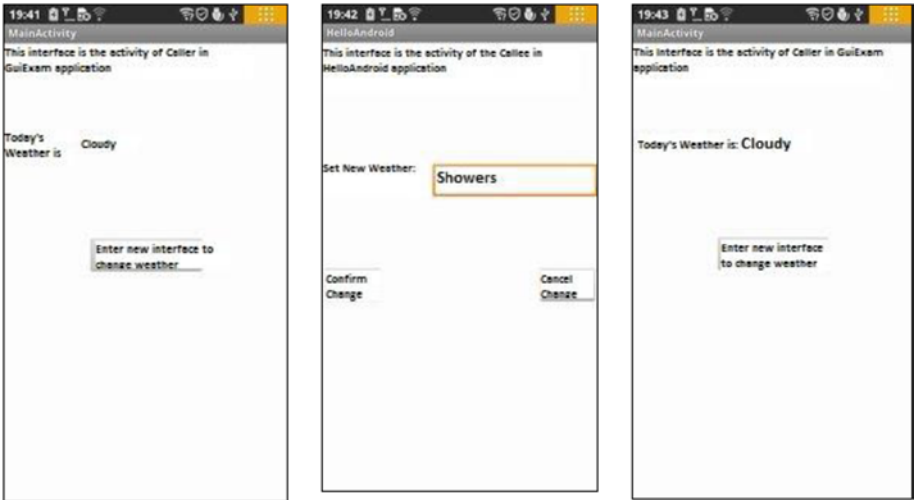 19:41
MainActivity
This interface is the activity of Caller in
GuiExam application
Today's
Weather is
Cloudy
Enter new interface to
change weather
19:42
HelloAndroid
This interface is the activity of the Callee in
HelloAndroid application
Set New Weather:
Showers
Confirm
Change
Cancel
Change
19:43
MainActivity
This Interface is the activity of Caller in GuiExam
application
Today's Weather is: Cloudy
Enter new interface
to change weather